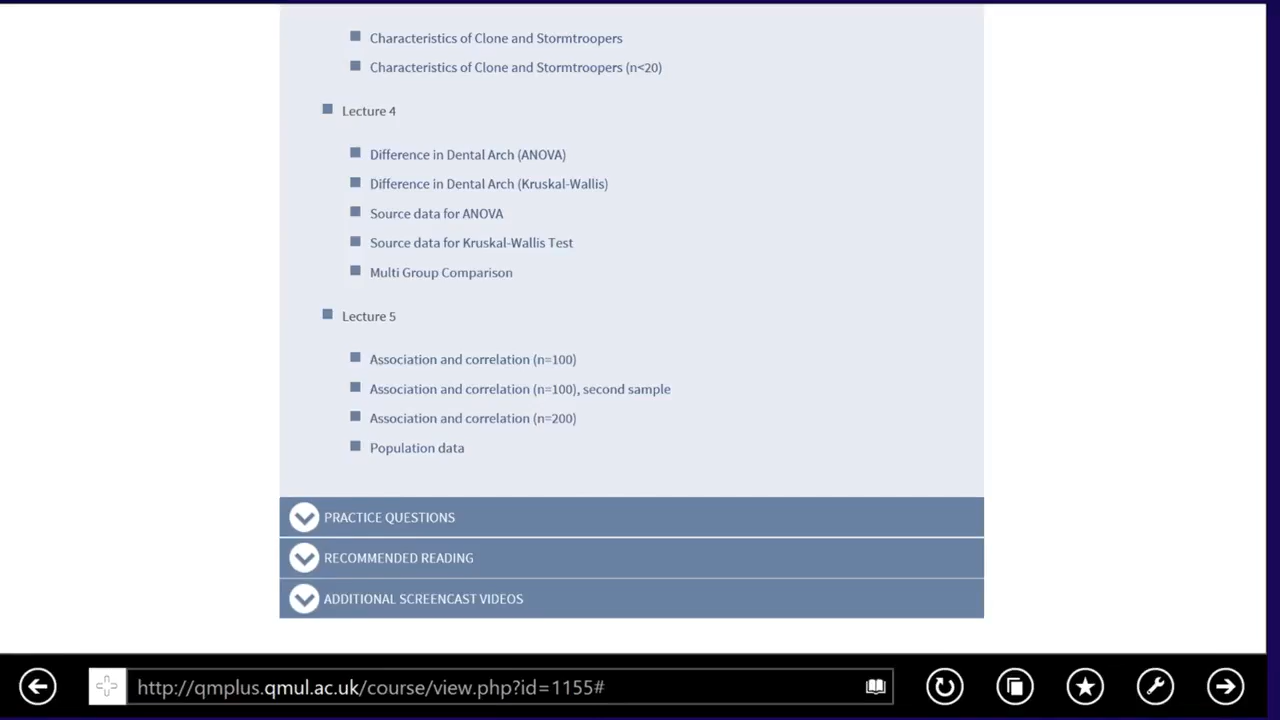 Characteristics of Clone and Stormtroopers
Characteristics of Clone and Stormtroopers (n<20)
Lecture 4
Difference in Dental Arch (ANOVA)
Difference in Dental Arch (Kruskal-Wallis)
Source data for ANOVA
Source data for Kruskal-Wallis Test
Multi Group Comparison
Lecture 5
Association and correlation (n=100)
Association and correlation (n=100), second sample
Association and correlation (n=200)
Population data
PRACTICE QUESTIONS
RECOMMENDED READING
ADDITIONAL SCREENCAST VIDEOS
http://qmplus.qmul.ac.uk/course/view.php?id=1155#